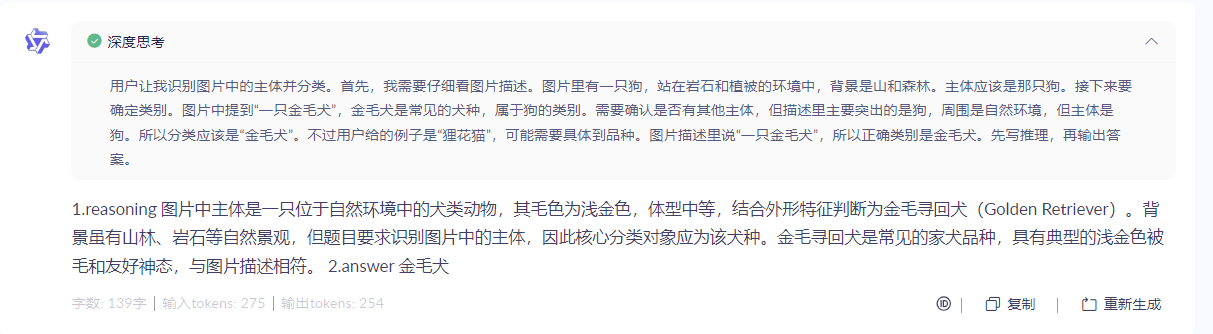 深度思考
用户让我识别图片中的主体并分类。首先，我需要仔细看图片描述。图片里有一只狗，站在岩石和植被的环境中，背景是山和森林。主体应该是那只狗。接下来要
确定类别。图片中提到“一只金毛犬”，金毛犬是常见的犬种，属于狗的类别。需要确认是否有其他主体，但描述里主要突出的是狗，周围是自然环境，但主体是
狗。所以分类应该是“金毛犬”。不过用户给的例子是“狸花猫”，可能需要具体到品种。图片描述里说“一只金毛犬”，所以正确类别是金毛犬。先写推理，再输出答
案。
1.reasoning 图片中主体是一只位于自然环境中的犬类动物，其毛色为浅金色，体型中等，结合外形特征判断为金毛寻回犬（Golden Retriever）。背
景虽有山林、岩石等自然景观，但题目要求识别图片中的主体，因此核心分类对象应为该犬种。金毛寻回犬是常见的家犬品种，具有典型的浅金色被
毛和友好神态，与图片描述相符。 2.answer 金毛犬
字数: 139字 | 输入tokens: 275 | 输出tokens: 254 ID | 复制 | 重新生成